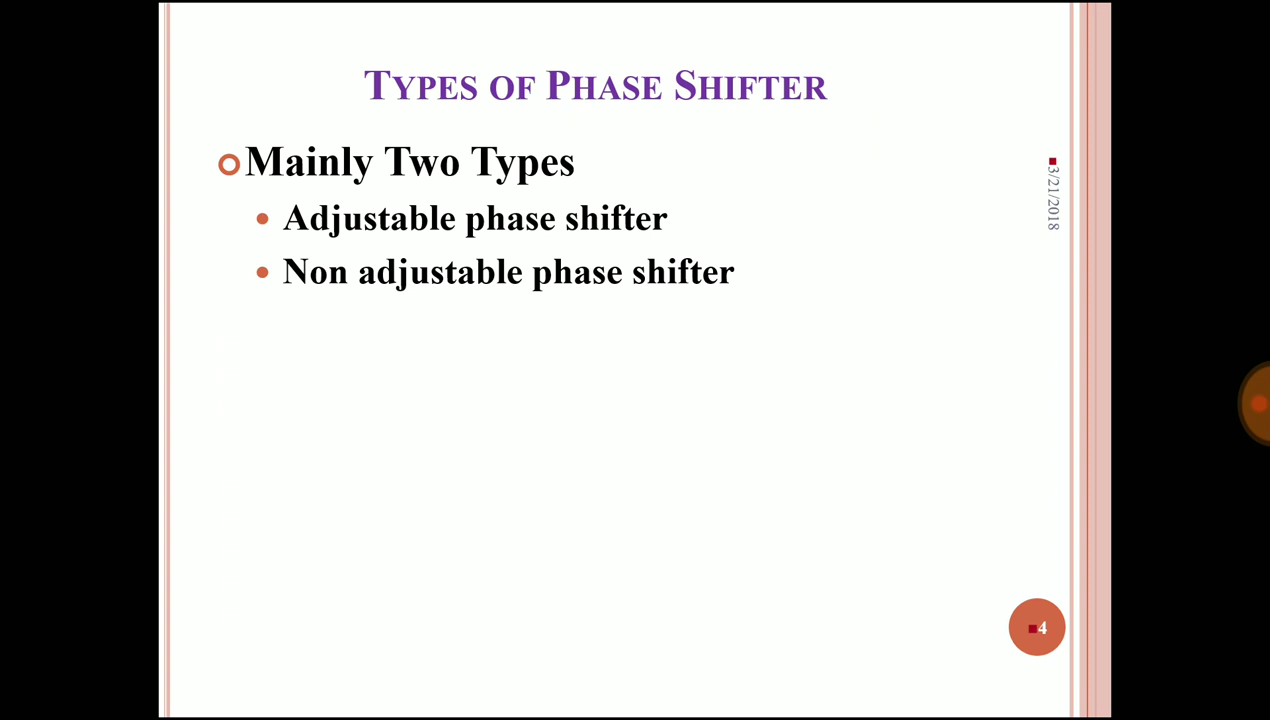 TYPES OF PHASE SHIFTER
Mainly Two Types
Adjustable phase shifter
Non adjustable phase shifter
3/21/2018
4